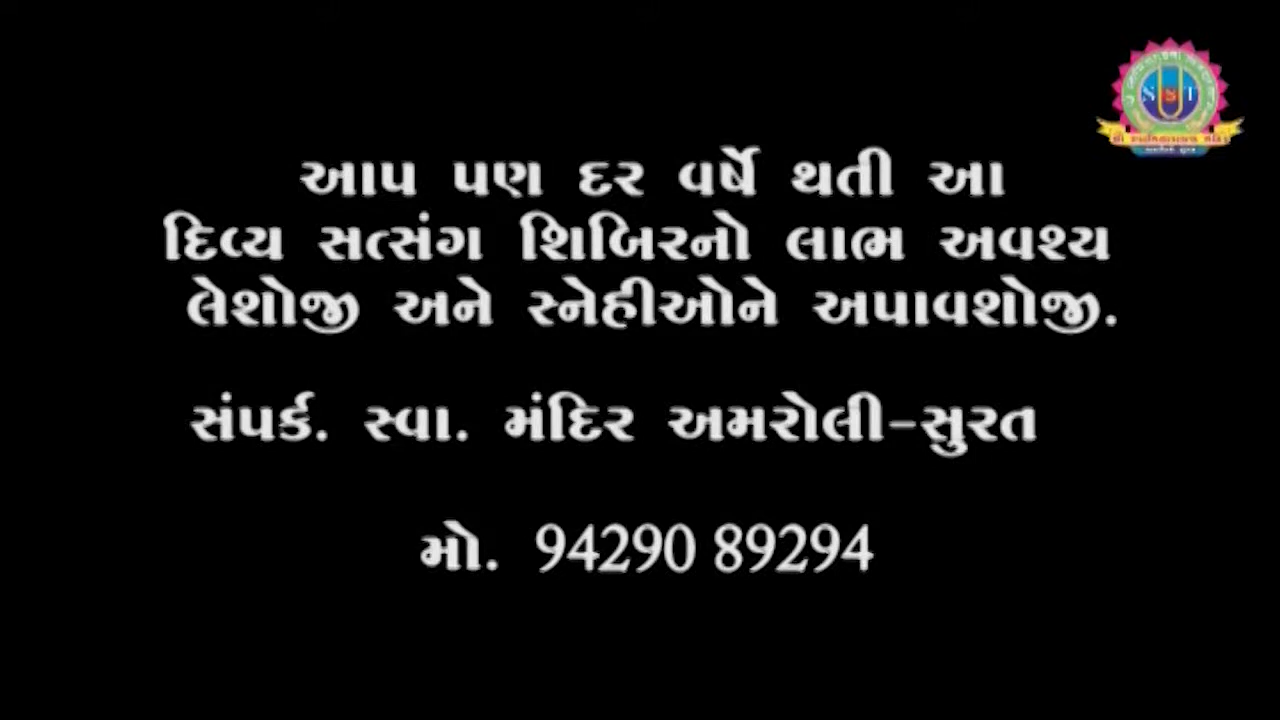 આપ પણ દર વર્ષે થતી આ
દિવ્ય સત્સંગ શિબિરનો લાભ અવશ્ય
લેશોજી અને સ્નેહીઓને અપાવશોજી.
સંપર્ક. સ્વા. મંદિર અમરોલી-સુરત
મો. 94290 89294